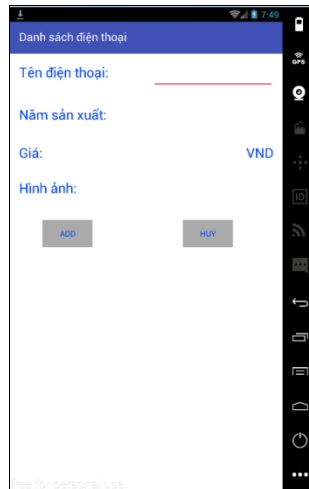 7:49
Danh sách điện thoại
GPS
Tên điện thoại:
Năm sản xuất:
Giá: VND
Hình ảnh:
ID
ADD HUY
free for personal use